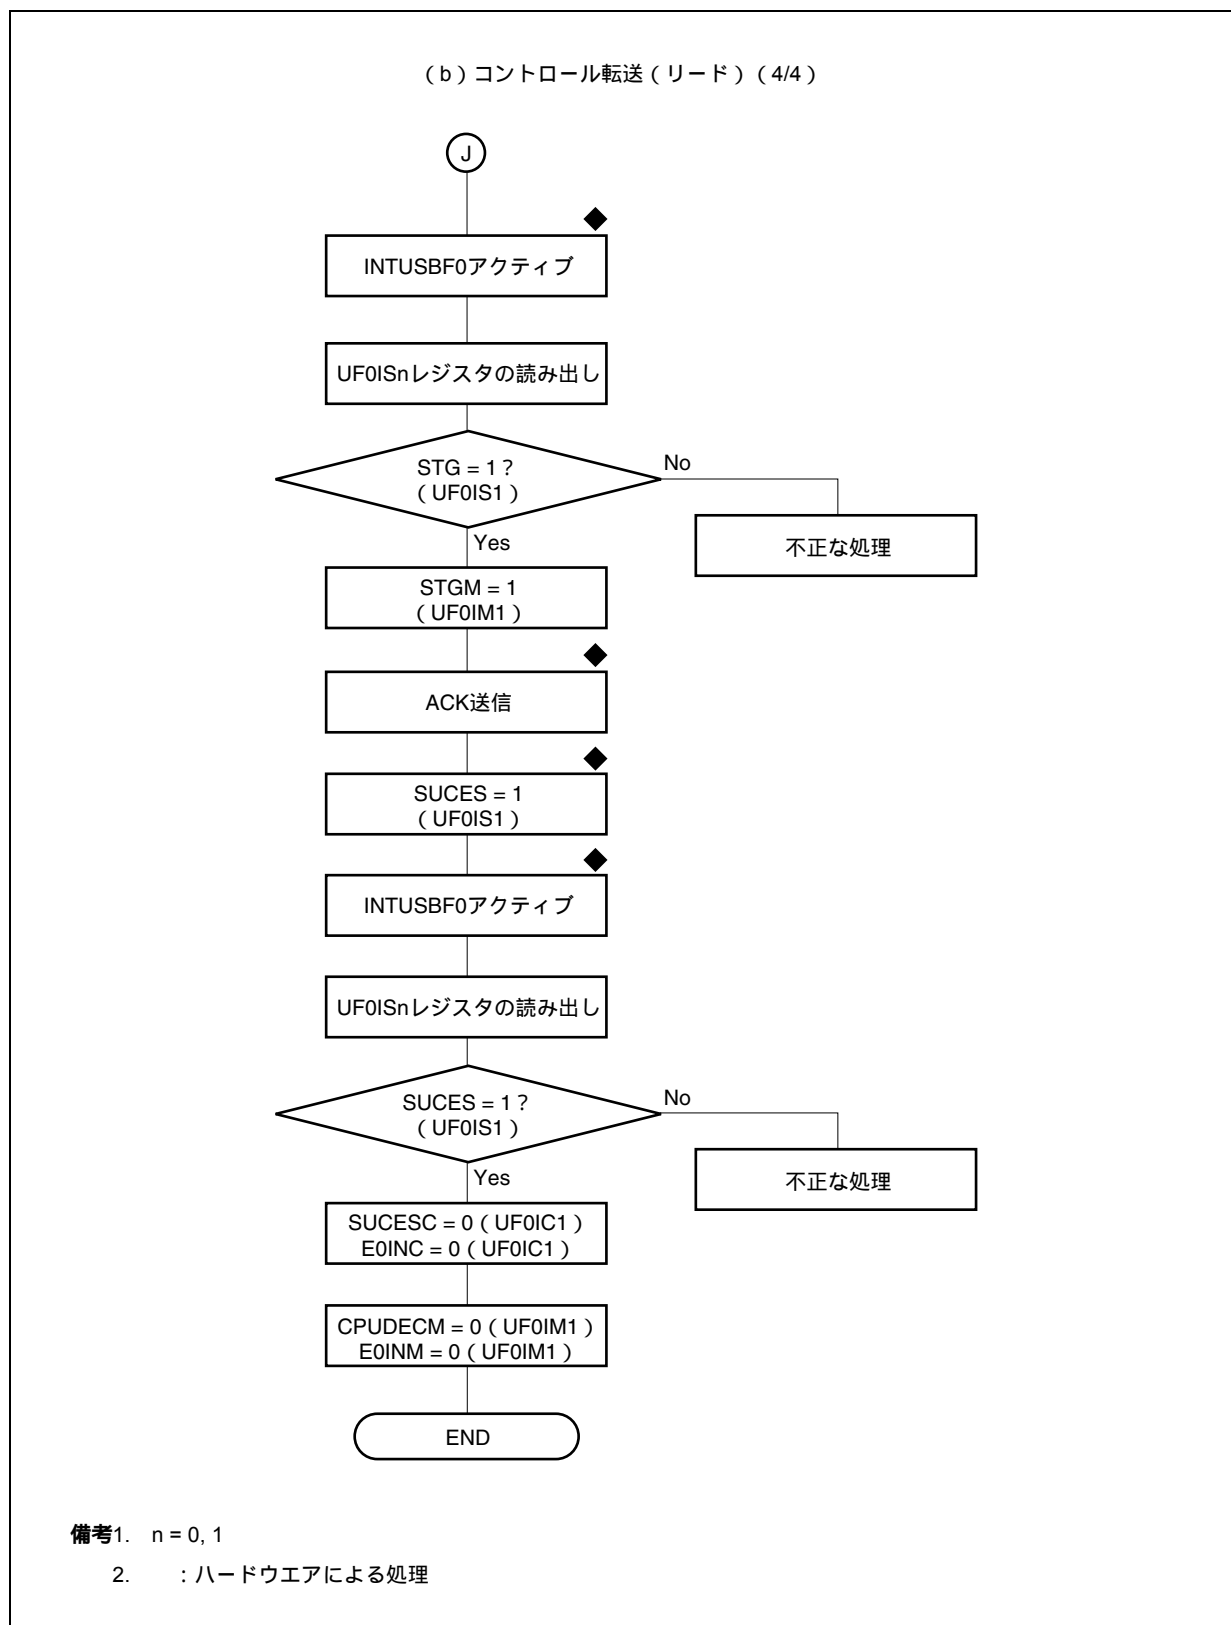 （b）コントロール転送（リード）（4/4）
J
INTUSBF0アクティブ
UF0ISnレジスタの読み出し
STG = 1？
（UF0IS1）
No
不正な処理
Yes
STGM = 1
（UF0IM1）
ACK送信
SUCES = 1
（UF0IS1）
INTUSBF0アクティブ
UF0ISnレジスタの読み出し
SUCES = 1？
（UF0IS1）
No
不正な処理
Yes
SUCESC = 0（UF0IC1）
E0INC = 0（UF0IC1）
CPUDECM = 0（UF0IM1）
E0INM = 0（UF0IM1）
END
備考1. n = 0, 1
2. ：ハードウエアによる処理